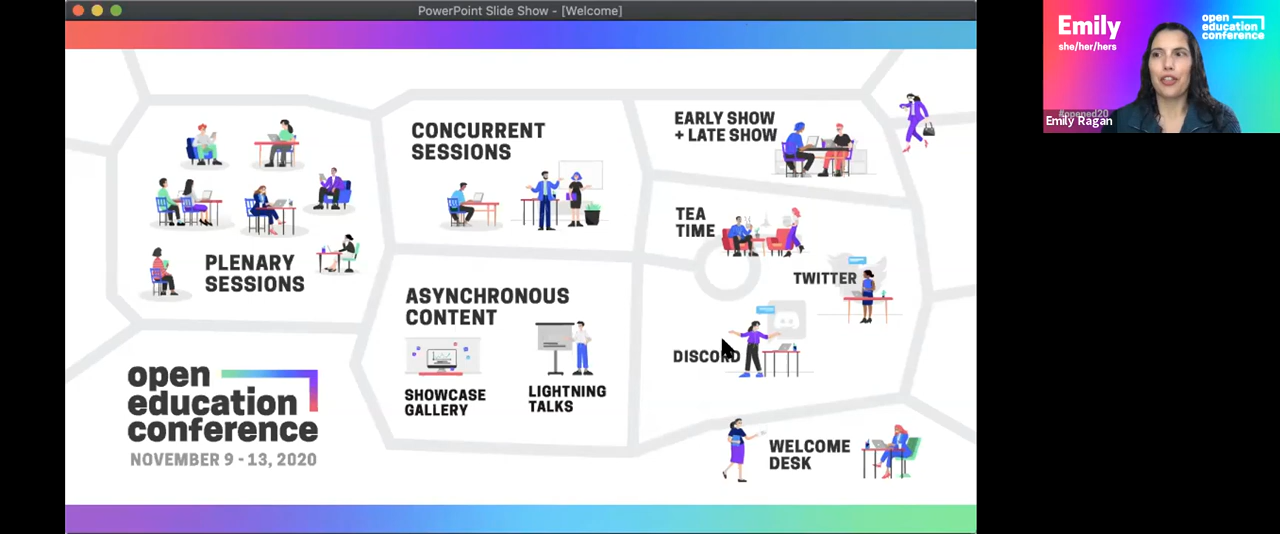 PowerPoint Slide Show - [Welcome]
CONCURRENT
SESSIONS
EARLY SHOW
+ LATE SHOW
TEA
TIME
TWITTER
PLENARY
SESSIONS
ASYNCHRONOUS
CONTENT
DISCORD
SHOWCASE
GALLERY
LIGHTNING
TALKS
open
education
conference
NOVEMBER 9 - 13, 2020
WELCOME
DESK
Emily
she/her/hers
open
education
conference
#opened20
Emily Ragan